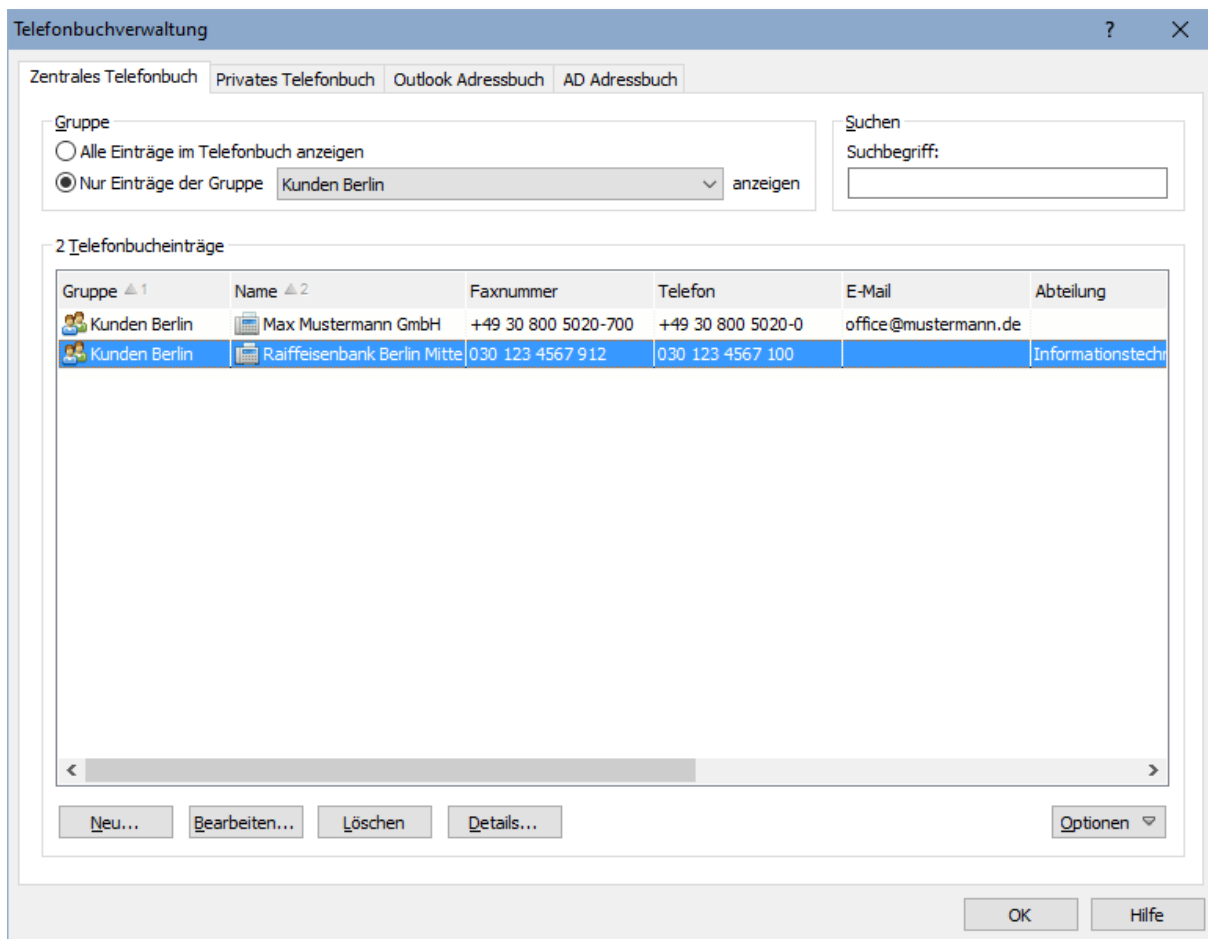 Telefonbuchverwaltung ?
Zentrales Telefonbuch Privates Telefonbuch Outlook Adressbuch AD Adressbuch
Gruppe Suchen
Alle Einträge im Telefonbuch anzeigen Suchbegriff:
Nur Einträge der Gruppe Kunden Berlin anzeigen
2 Telefonbucheinträge
Gruppe 1 Name 2 Faxnummer Telefon E-Mail Abteilung
Kunden Berlin Max Mustermann GmbH +49 30 800 5020-700 +49 30 800 5020-0 office@mustermann.de
Kunden Berlin Raiffeisenbank Berlin Mitte 030 123 4567 912 030 123 4567 100
Neu... Bearbeiten... Löschen Details... Optionen
OK Hilfe